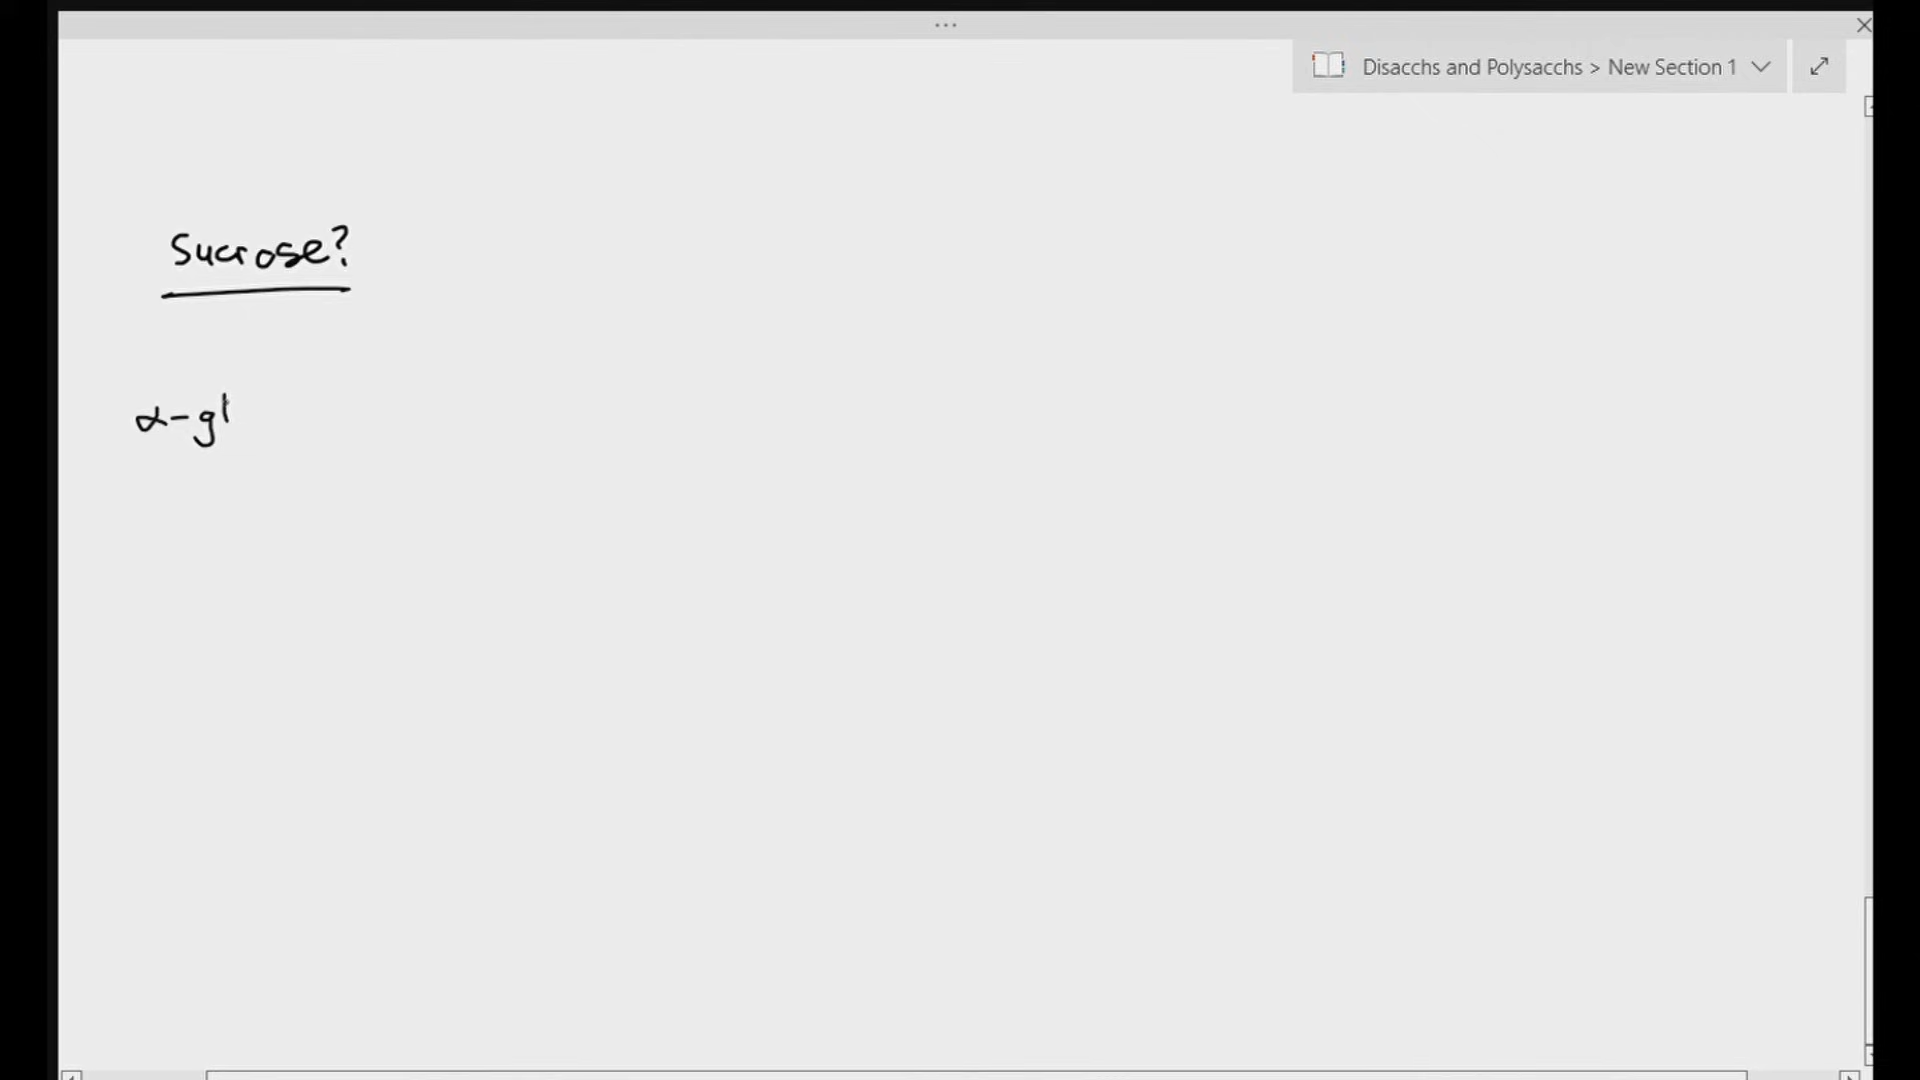 Disacchs and Polysacchs > New Section 1
Sucrose?
α-gl